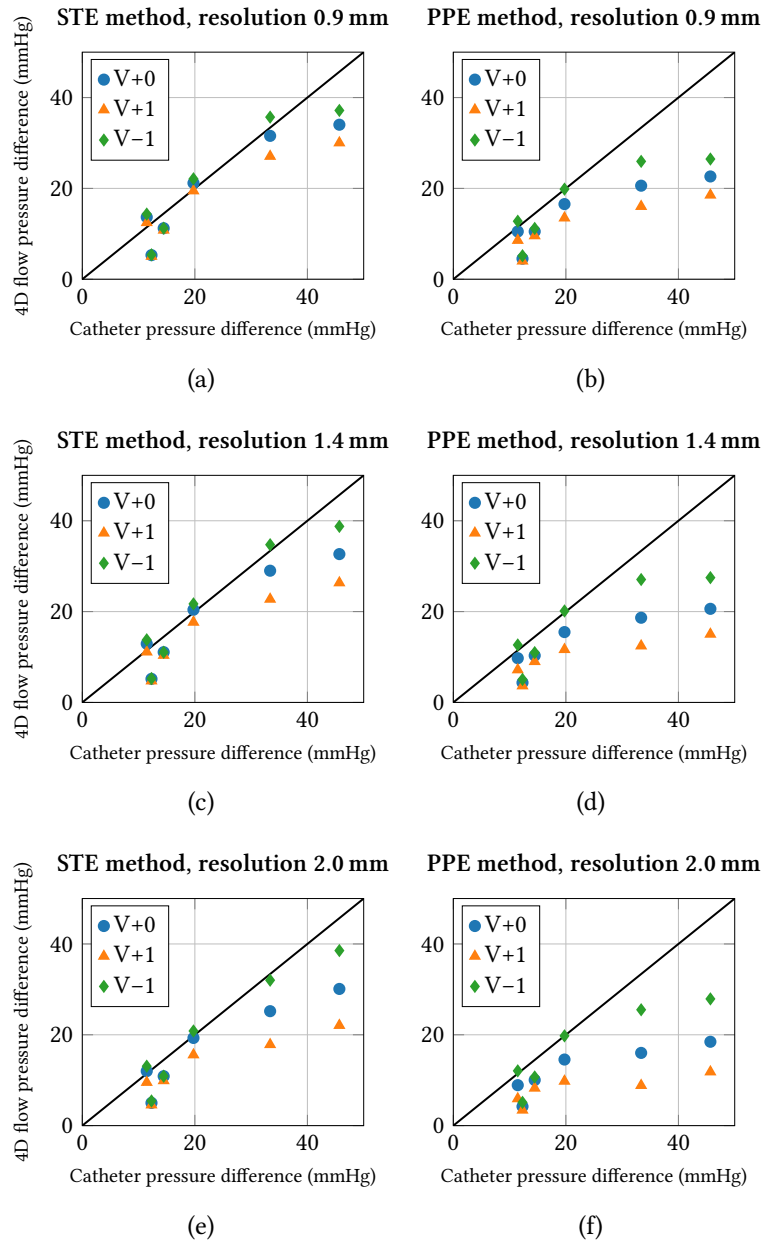 STE method, resolution 0.9 mm
PPE method, resolution 0.9 mm
4D flow pressure difference (mmHg)
V+0
V+1
V−1
40
20
0
0
20
40
Catheter pressure difference (mmHg)
(a)
V+0
V+1
V−1
40
20
0
0
20
40
Catheter pressure difference (mmHg)
(b)
STE method, resolution 1.4 mm
PPE method, resolution 1.4 mm
4D flow pressure difference (mmHg)
V+0
V+1
V−1
40
20
0
0
20
40
Catheter pressure difference (mmHg)
(c)
V+0
V+1
V−1
40
20
0
0
20
40
Catheter pressure difference (mmHg)
(d)
STE method, resolution 2.0 mm
PPE method, resolution 2.0 mm
4D flow pressure difference (mmHg)
V+0
V+1
V−1
40
20
0
0
20
40
Catheter pressure difference (mmHg)
(e)
V+0
V+1
V−1
40
20
0
0
20
40
Catheter pressure difference (mmHg)
(f)